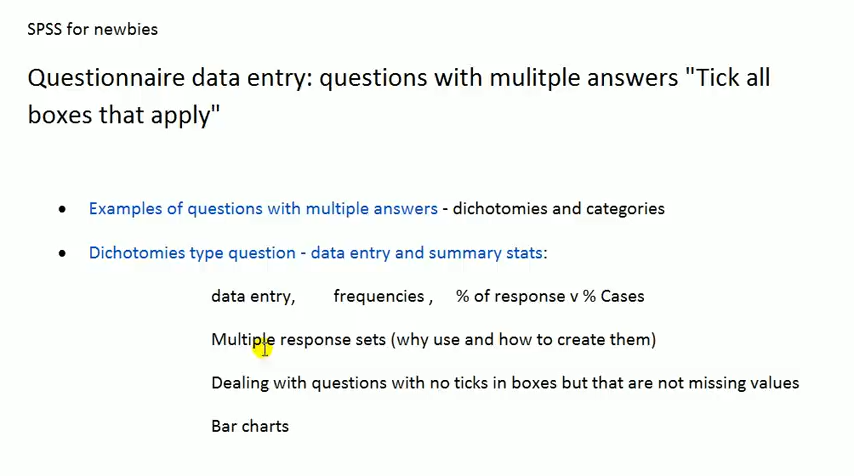 SPSS for newbies
Questionnaire data entry: questions with mulitple answers "Tick all
boxes that apply"
• Examples of questions with multiple answers - dichotomies and categories
• Dichotomies type question - data entry and summary stats:
data entry, frequencies , % of response v % Cases
Multiple response sets (why use and how to create them)
Dealing with questions with no ticks in boxes but that are not missing values
Bar charts